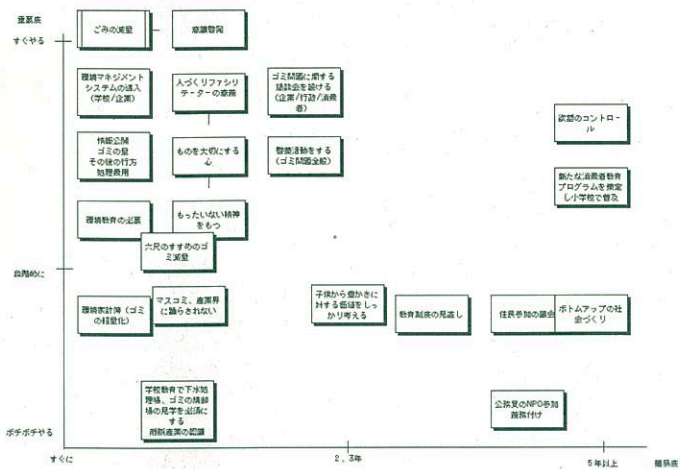 重要度
すぐやる
ごみの減量
意識啓発
環境マネジメント
システムの導入
(学校/企業)
人づくりファシリ
テーターの養成
ゴミ問題に関する
懇談会を設ける
(企業/行政/消費
者)
欲望のコントロー
ル
情報公開
ゴミの量
その後の行方
処理費用
ものを大切にする
心
啓発活動をする
(ゴミ問題全般)
新たな消費者教育
プログラムを策定
し小学校で普及
環境教育の必要
もったいない精神
をもつ
六尺のすすめのゴ
ミ減量
段階的に
環境家計簿(ゴミ
の軽量化)
マスコミ、産業界
に踊らされない
子供から豊かさに
対する価値をしっ
かり考える
教育制度の見直し
住民参加の議会
ボトムアップの社
会づくり
学校教育で下水処
理場、ゴミの焼却
場の見学を必須に
する
静脈産業の認識
公務員のNPO参加
義務付け
ボチボチやる
すぐに
2、3年
5年以上
難易度